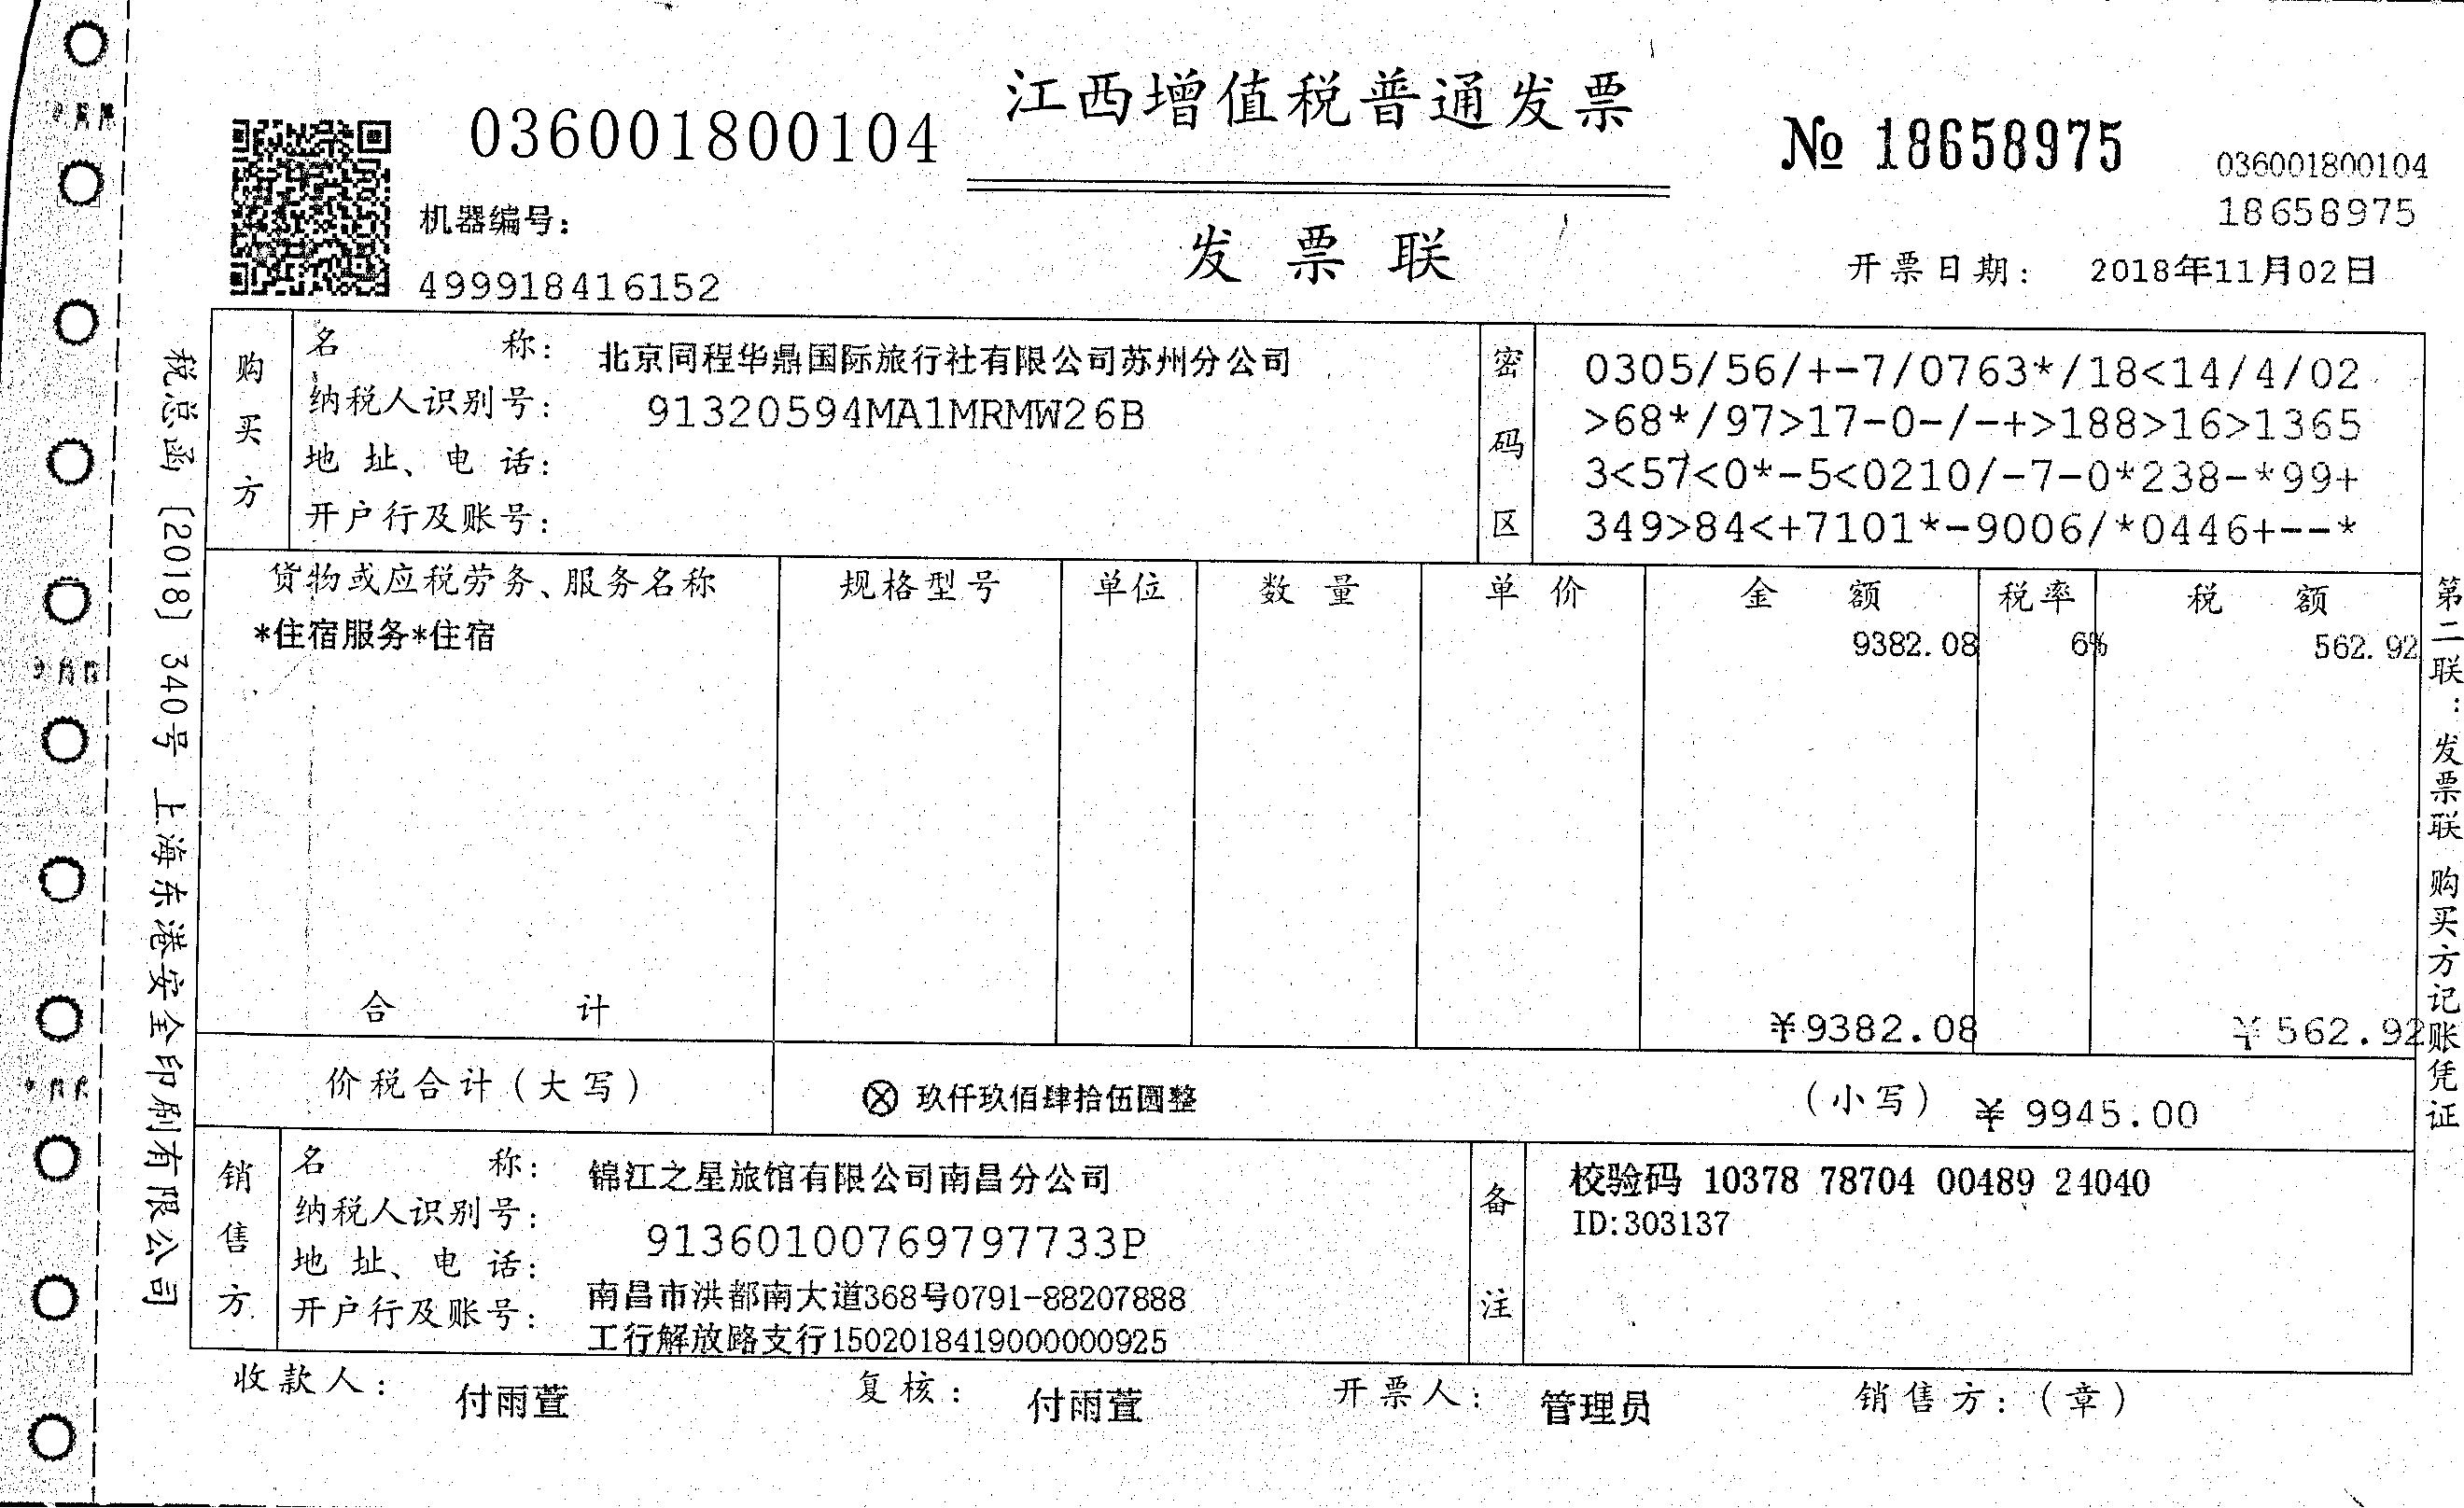 江西增值税普通发票
036001800104
№ 18658975
036001800104
18658975
机器编号：
499918416152
发票联
开票日期： 2018年11月02日
税总函〔2018〕340号 上海东港安全印刷有限公司
购买方
名称： 北京同程华鼎国际旅行社有限公司苏州分公司
纳税人识别号： 91320594MA1MRMW26B
地址、电话：
开户行及账号：
密码区
0305/56/+-7/0763*/18<14/4/02
>68*/97>17-0-/-+>188>16>1365
3<57<0*-5<0210/-7-0*238-*99+
349>84<+7101*-9006/*0446+--*
货物或应税劳务、服务名称 规格型号 单位 数量 单价 金额 税率 税额
*住宿服务*住宿 9382.08 6% 562.92
合计 ¥9382.08 ¥562.92
价税合计（大写） ⊗ 玖仟玖佰肆拾伍圆整 （小写） ¥ 9945.00
销售方
名称： 锦江之星旅馆有限公司南昌分公司
纳税人识别号： 91360100769797733P
地址、电话： 南昌市洪都南大道368号0791-88207888
开户行及账号： 工行解放路支行1502018419000000925
备注
校验码 10378 78704 00489 24040
ID:303137
收款人： 付雨萱 复核： 付雨萱 开票人： 管理员 销售方：（章）
第二联：发票联 购买方记账凭证